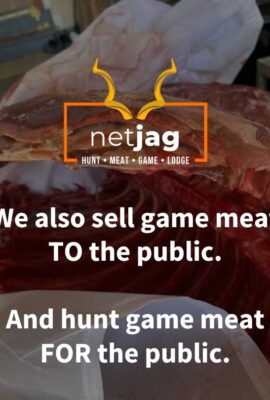 netjag
HUNT • MEAT • GAME • LODGE
We also sell game meat
TO the public.
And hunt game meat
FOR the public.